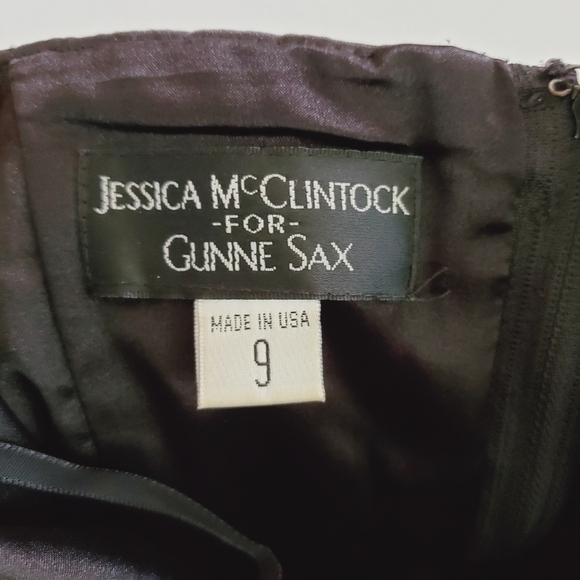 JESSICA McCLINTOCK
-FOR-
GUNNE SAX
MADE IN USA
9